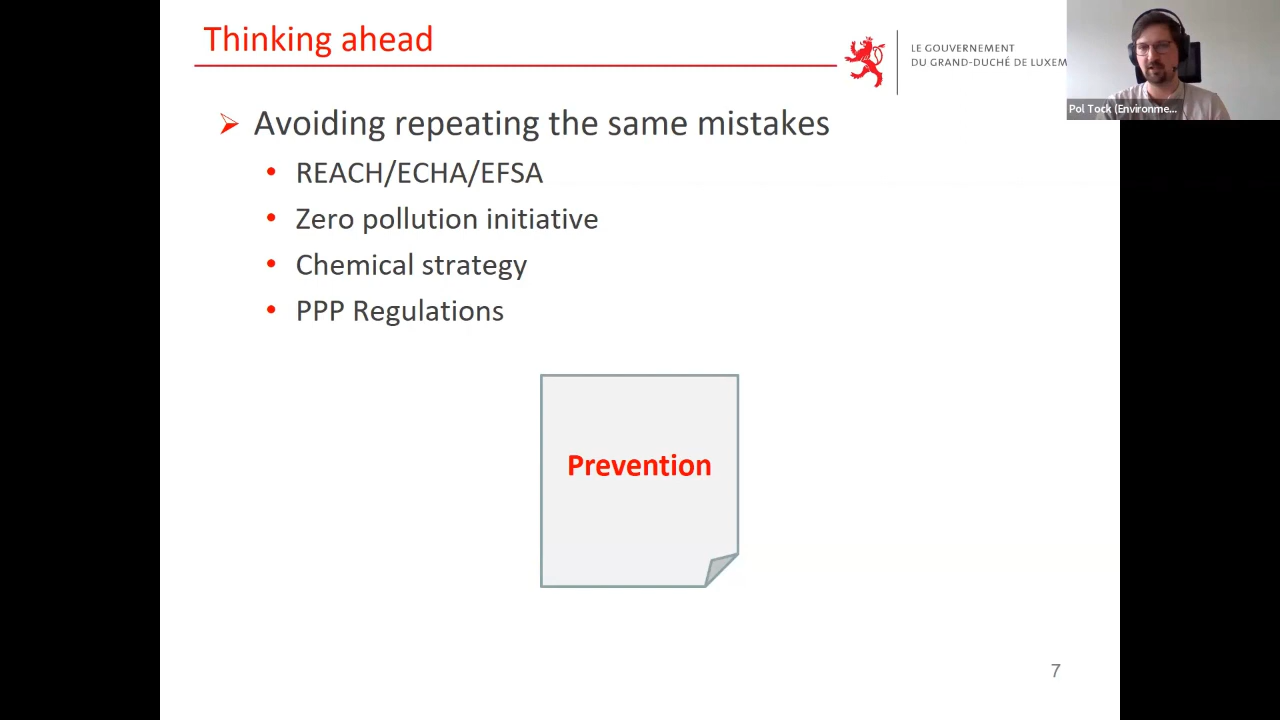 Thinking ahead
LE GOUVERNEMENT
DU GRAND-DUCHÉ DE LUXEM
Pol Tock (Environme...
Avoiding repeating the same mistakes
REACH/ECHA/EFSA
Zero pollution initiative
Chemical strategy
PPP Regulations
Prevention
7